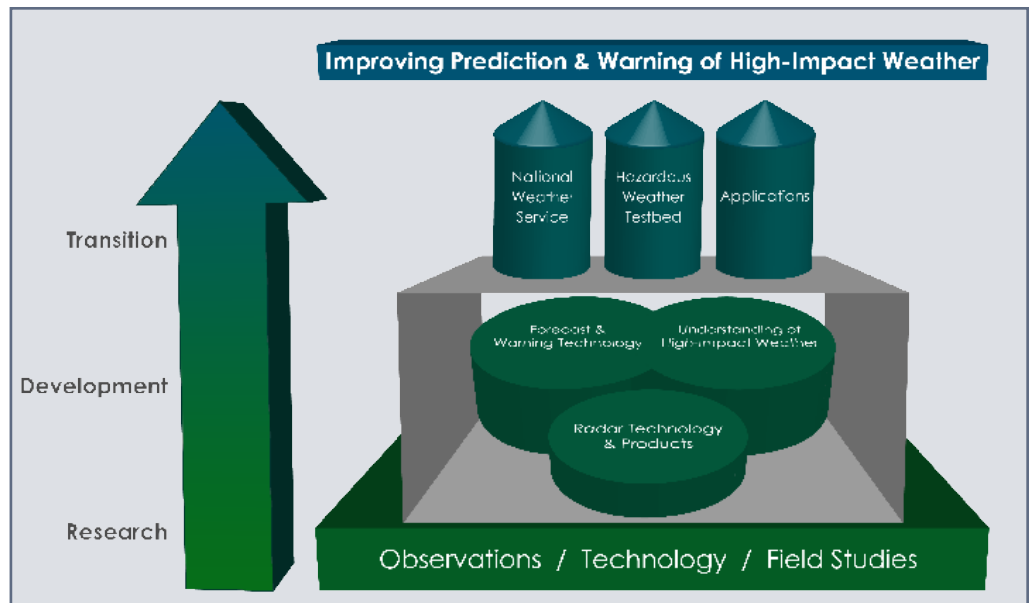 Improving Prediction & Warning of High-Impact Weather
National
Weather
Service
Hazardous
Weather
Testbed
Applications
Transition
Forecast &
Warning Technology
Understanding of
High-Impact Weather
Development
Radar Technology
& Products
Research
Observations / Technology / Field Studies